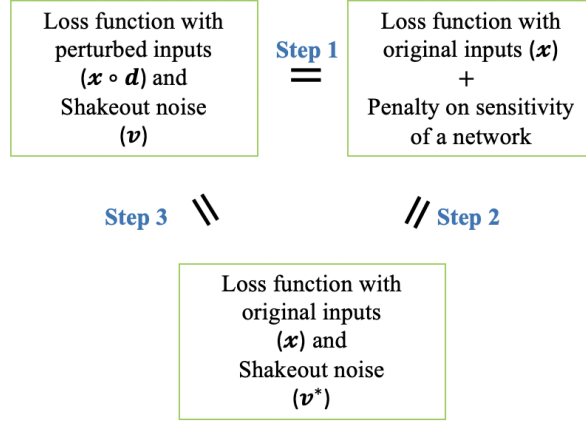 Loss function with
perturbed inputs
(x ∘ d) and
Shakeout noise
(v)
Step 1
=
Loss function with
original inputs (x)
+
Penalty on sensitivity
of a network
Step 3
Step 2
Loss function with
original inputs
(x) and
Shakeout noise
(v*)